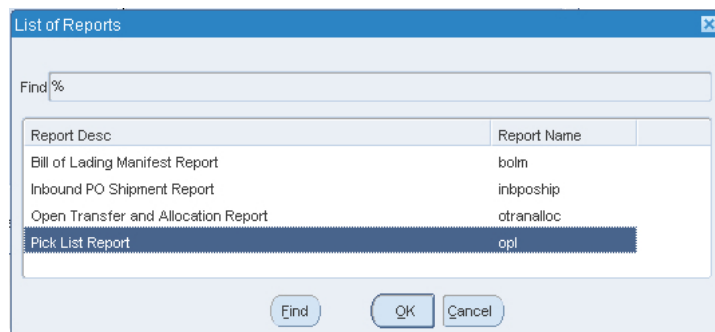 List of Reports
Find %
Report Desc Report Name
Bill of Lading Manifest Report bolm
Inbound PO Shipment Report inbpoship
Open Transfer and Allocation Report otranalloc
Pick List Report opl
Find OK Cancel